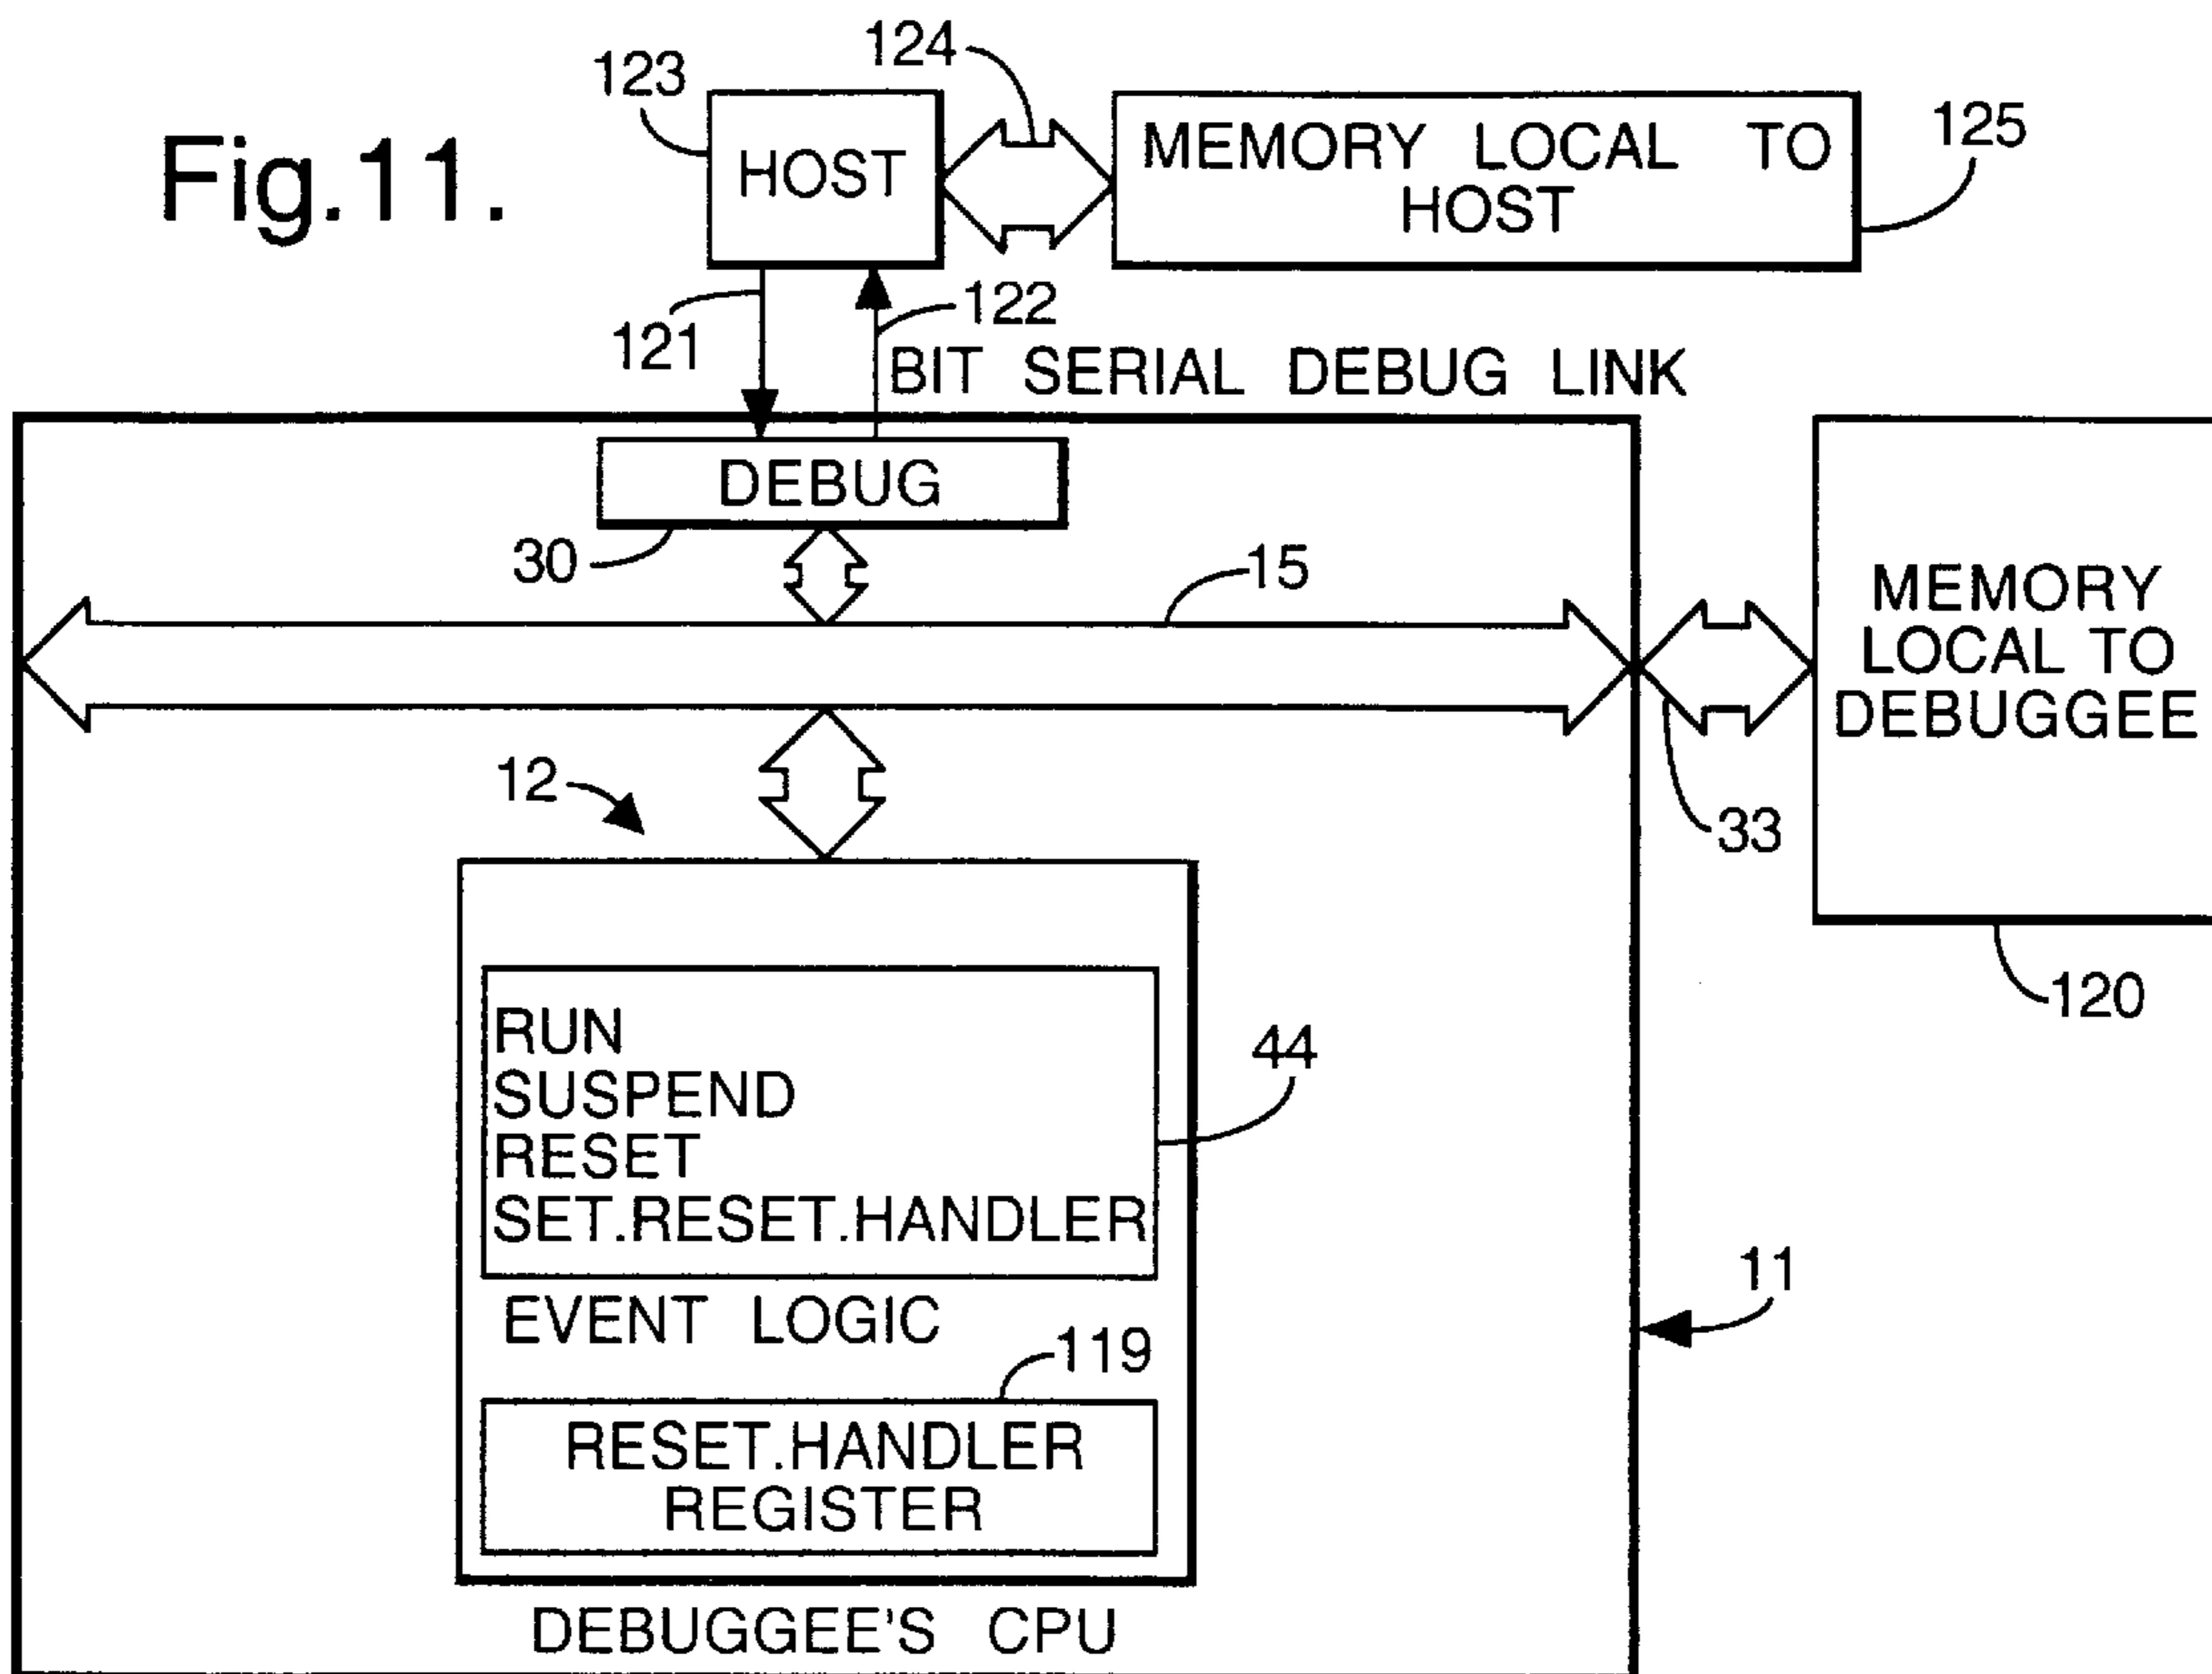 Fig.11.
123
124
125
HOST
MEMORY LOCAL TO
HOST
121
122
BIT SERIAL DEBUG LINK
DEBUG
30
15
MEMORY
LOCAL TO
DEBUGGEE
12
33
120
RUN
SUSPEND
RESET
SET.RESET.HANDLER
44
EVENT LOGIC
11
119
RESET.HANDLER
REGISTER
DEBUGGEE'S CPU